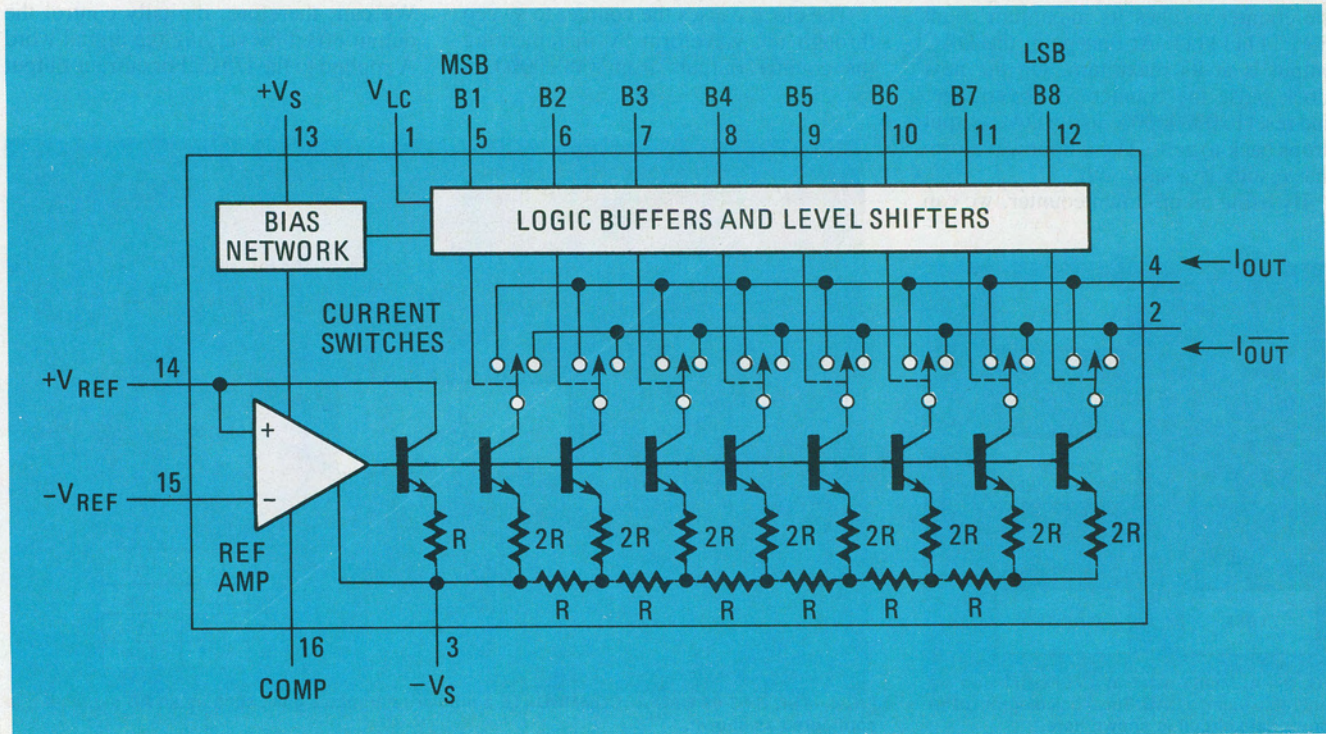 MSB
LSB
+VS
VLC
B1
B2
B3
B4
B5
B6
B7
B8
13
1
5
6
7
8
9
10
11
12
BIAS
NETWORK
LOGIC BUFFERS AND LEVEL SHIFTERS
4
IOUT
CURRENT
SWITCHES
2
I̅O̅U̅T̅
+VREF
14
+
-VREF
15
-
REF
AMP
R
2R
2R
2R
2R
2R
2R
2R
2R
R
R
R
R
R
R
16
3
COMP
-VS